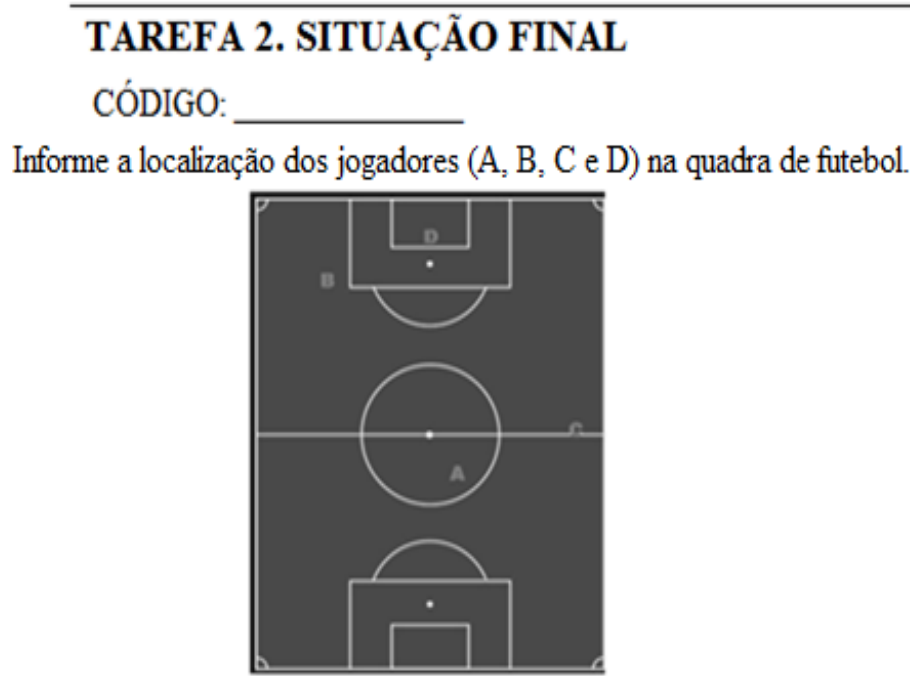 TAREFA 2. SITUAÇÃO FINAL
CÓDIGO: _______________
Informe a localização dos jogadores (A, B, C e D) na quadra de futebol.
D
B
C
A